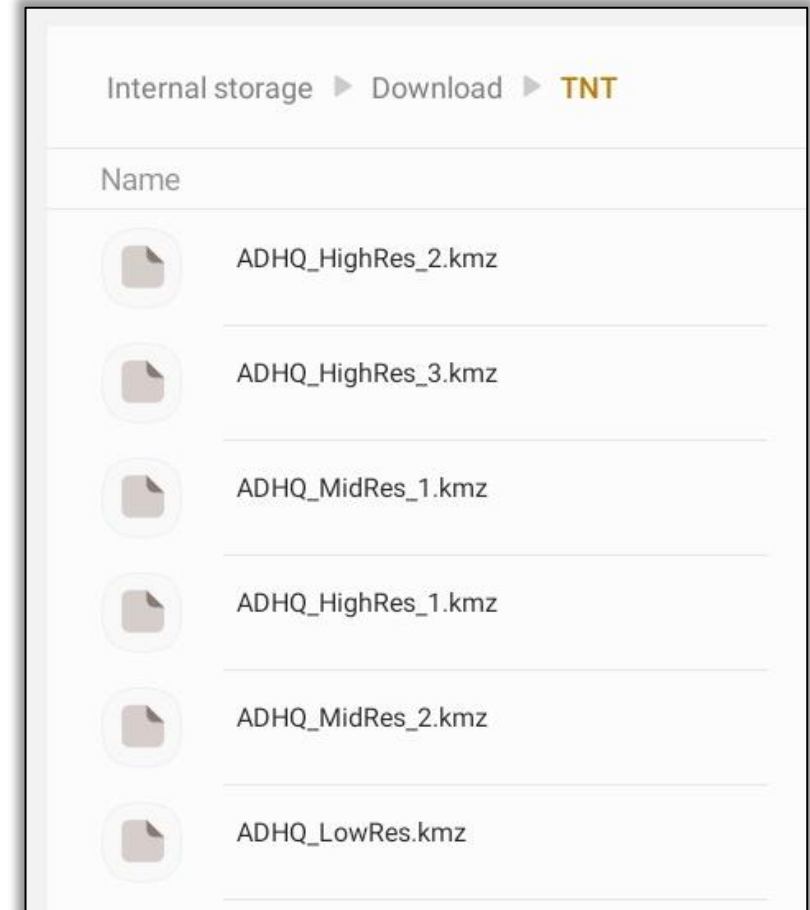 Internal storage Download TNT
Name
ADHQ_HighRes_2.kmz
ADHQ_HighRes_3.kmz
ADHQ_MidRes_1.kmz
ADHQ_HighRes_1.kmz
ADHQ_MidRes_2.kmz
ADHQ_LowRes.kmz